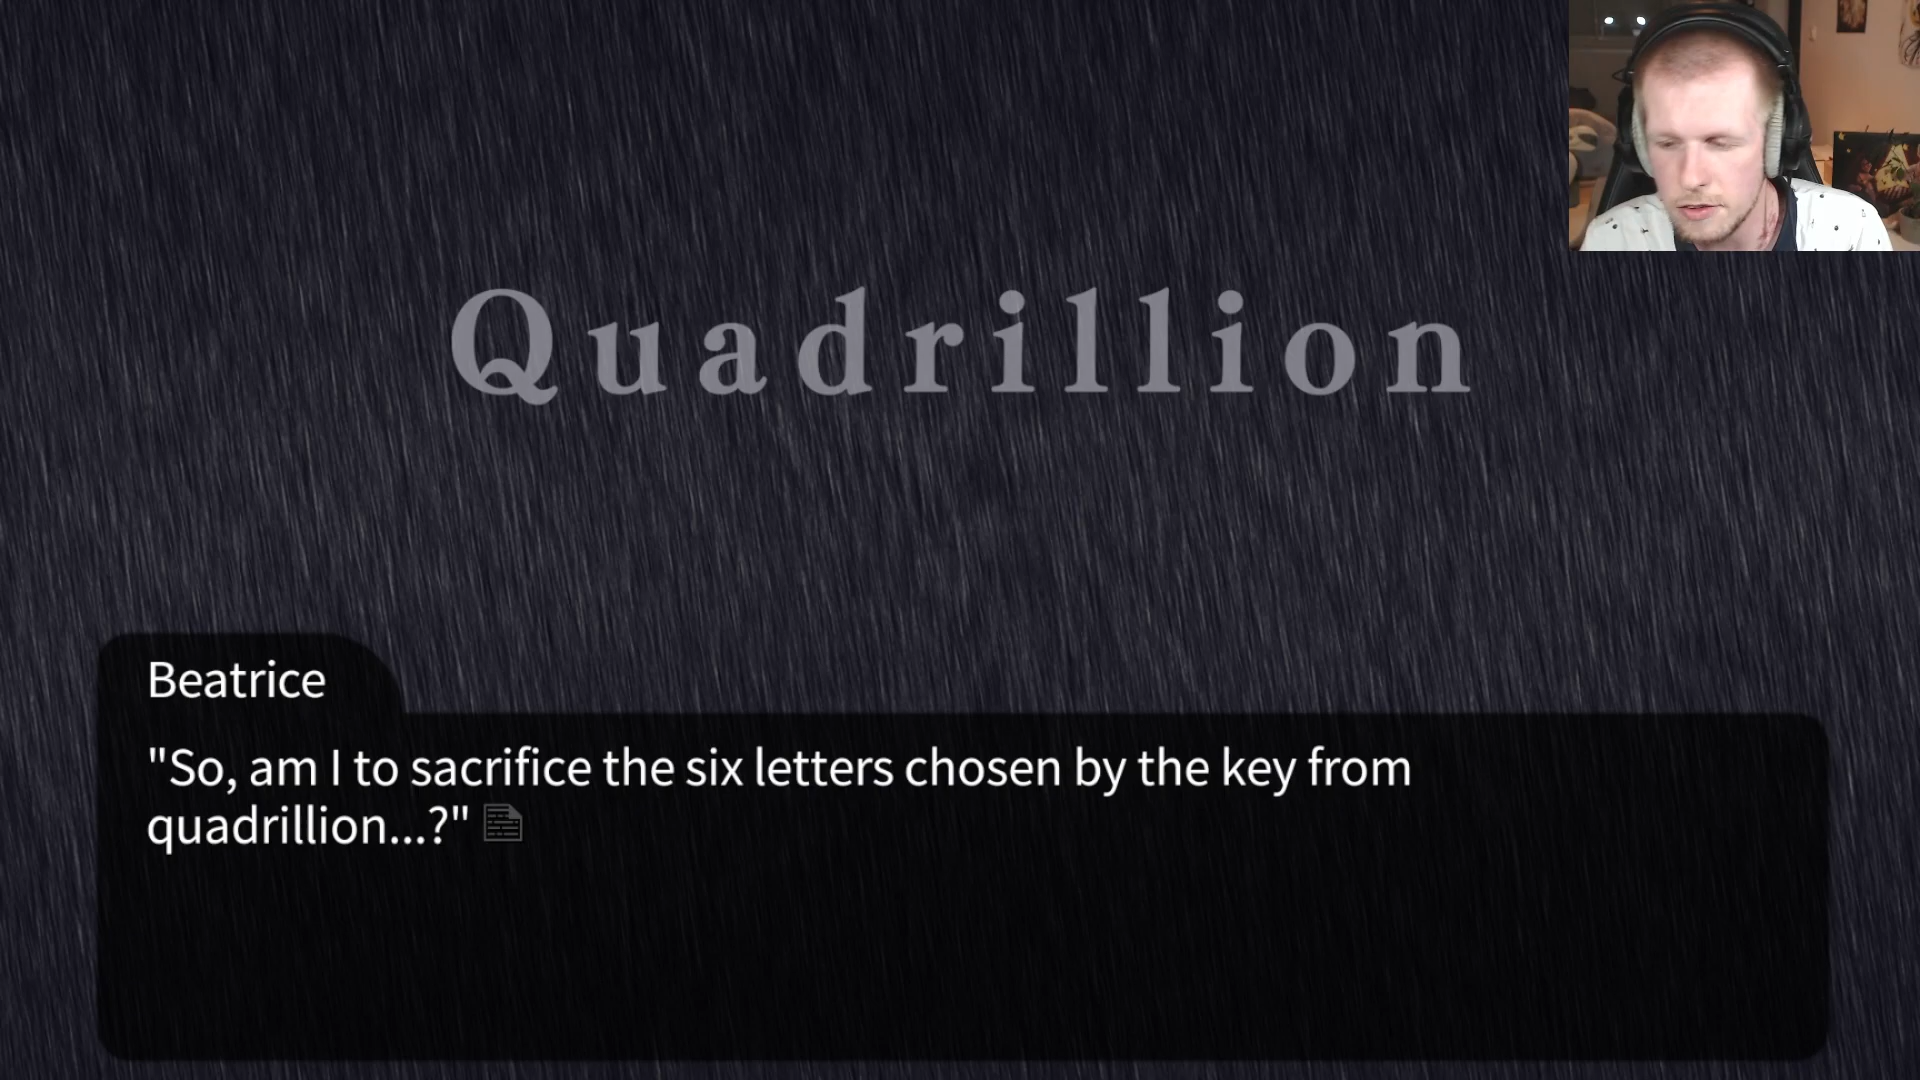 Quadrillion
Beatrice
"So, am I to sacrifice the six letters chosen by the key from
quadrillion...?"